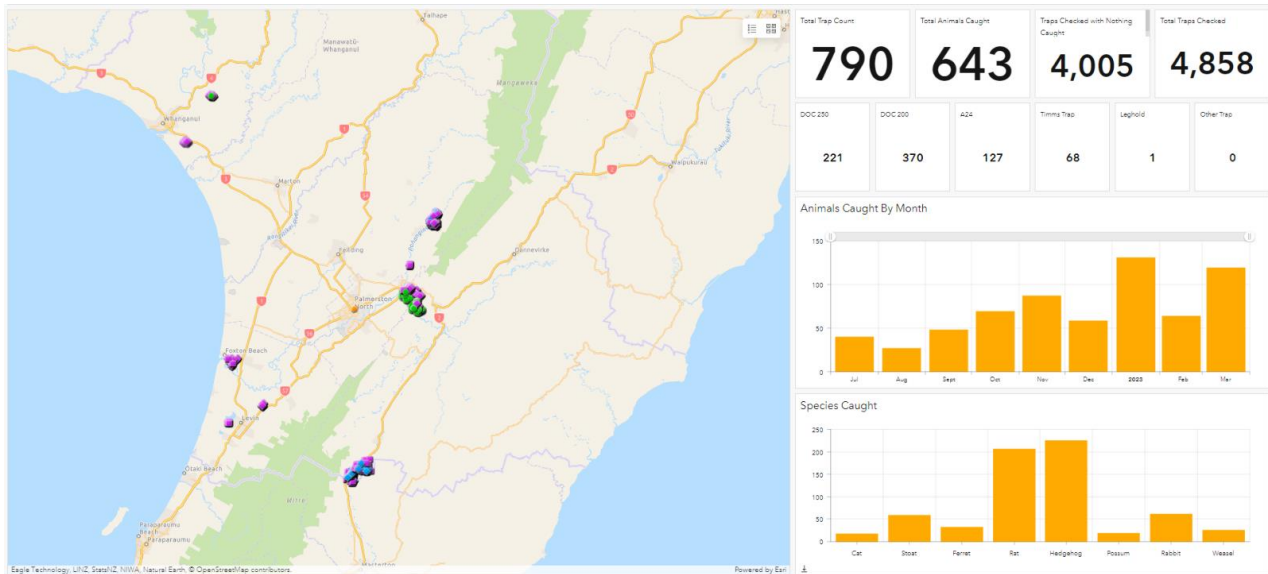 Taihape
Manawatū-
Whanganui
Mangaweka
Whanganui
Marton
Waipukurau
Feilding
Dannevirke
Palmerston
North
Foxton Beach
Levin
Otaki Beach
Paraparaumu
Beach
Paraparaumu
Masterton
Eagle Technology, LINZ, StatsNZ, NIWA, Natural Earth, © OpenStreetMap contributors.
Powered by Esri
Total Trap Count
790
Total Animals Caught
643
Traps Checked with Nothing
Caught
4,005
Total Traps Checked
4,858
DOC 250
221
DOC 200
370
A24
127
Timms Trap
68
Leghold
1
Other Trap
0
Animals Caught By Month
150
100
50
0
Jul Aug Sept Oct Nov Dec 2023 Feb Mar
Species Caught
250
200
150
100
50
0
Cat Stoat Ferret Rat Hedgehog Possum Rabbit Weasel